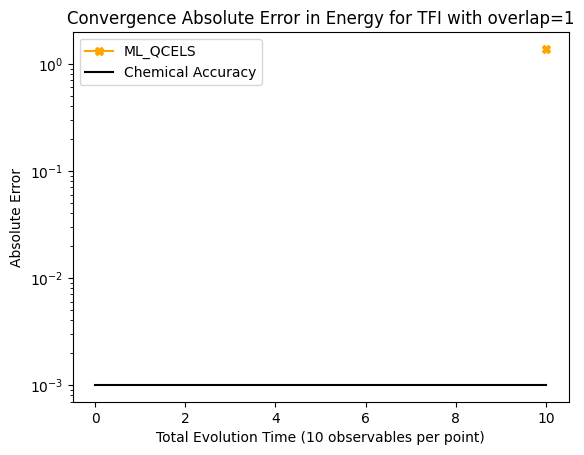 Convergence Absolute Error in Energy for TFI with overlap=1
ML_QCELS
Chemical Accuracy
Absolute Error
10⁰
10⁻¹
10⁻²
10⁻³
0 2 4 6 8 10
Total Evolution Time (10 observables per point)